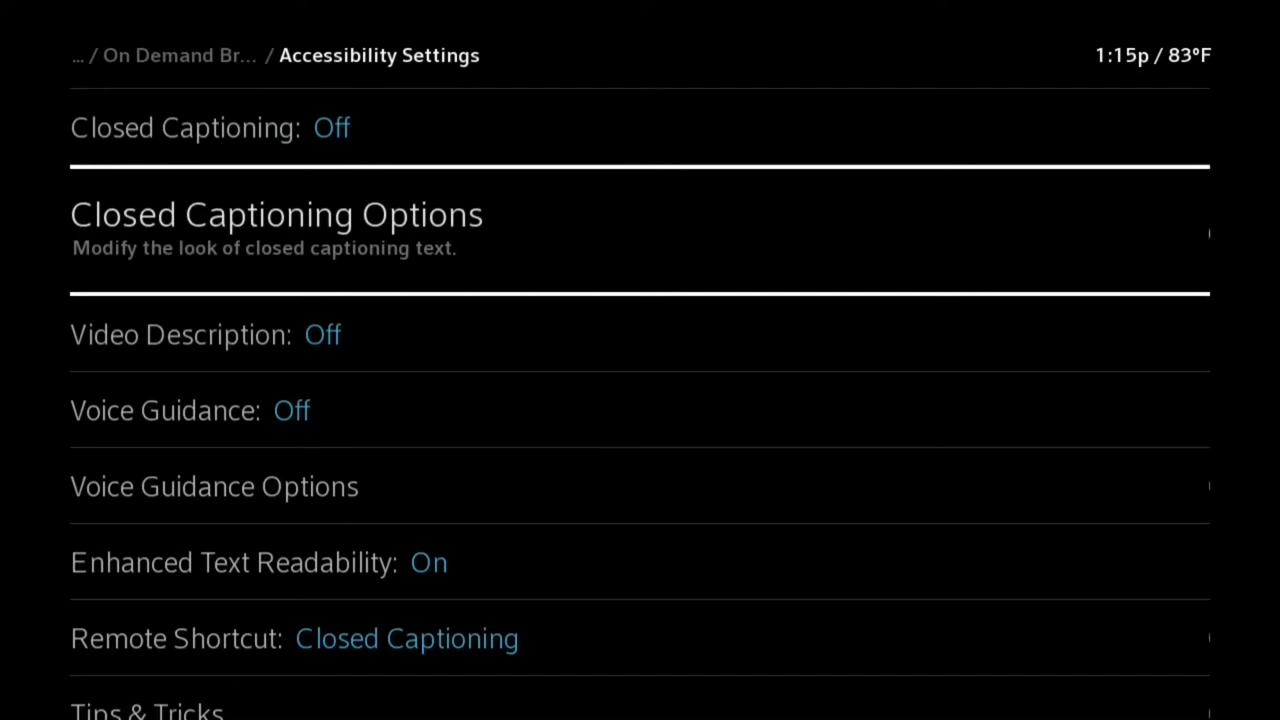 ... / On Demand Br... / Accessibility Settings
1:15p / 83°F
Closed Captioning: Off
Closed Captioning Options
Modify the look of closed captioning text.
Video Description: Off
Voice Guidance: Off
Voice Guidance Options
Enhanced Text Readability: On
Remote Shortcut: Closed Captioning
Tips & Tricks